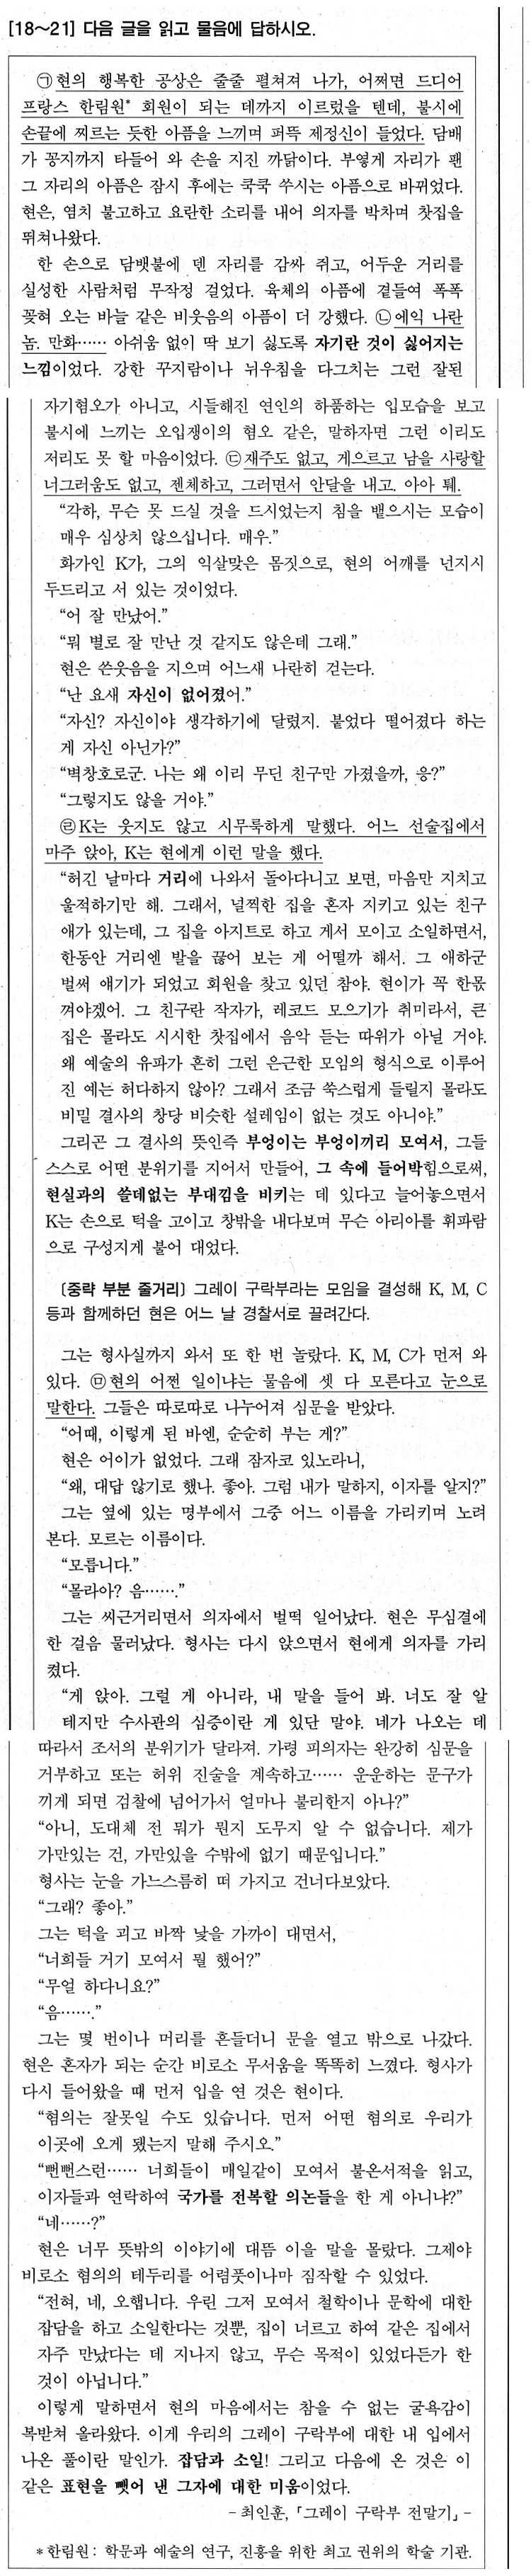 [18~21] 다음 글을 읽고 물음에 답하시오.
㉠현의 행복한 공상은 줄줄 펼쳐져 나가, 어쩌면 드디어
프랑스 한림원* 회원이 되는 데까지 이르렀을 텐데, 불시에
손끝에 찌르는 듯한 아픔을 느끼며 퍼뜩 제정신이 들었다. 담배
가 꽁지까지 타들어 와 손을 지진 까닭이다. 부옇게 자리가 팬
그 자리의 아픔은 잠시 후에는 쿡쿡 쑤시는 아픔으로 바뀌었다.
현은, 염치 불고하고 요란한 소리를 내어 의자를 박차며 찻집을
뛰쳐나왔다.
한 손으로 담뱃불에 덴 자리를 감싸 쥐고, 어두운 거리를
실성한 사람처럼 무작정 걸었다. 육체의 아픔에 곁들여 폭폭
꽂혀 오는 바늘 같은 비웃음의 아픔이 더 강했다. ㉡에익 나란
놈. 만화…… 아쉬움 없이 딱 보기 싫도록 자기란 것이 싫어지는
느낌이었다. 강한 꾸지람이나 뉘우침을 다그치는 그런 잘된
자기혐오가 아니고, 시들해진 연인의 하품하는 입모습을 보고
불시에 느끼는 오입쟁이의 혐오 같은, 말하자면 그런 이리도
저리도 못 할 마음이었다. ㉢재주도 없고, 게으르고 남을 사랑할
너그러움도 없고, 젠체하고, 그러면서 안달을 내고. 아아 퉤.
“각하, 무슨 못 드실 것을 드시었는지 침을 뱉으시는 모습이
매우 심상치 않으십니다. 매우.”
화가인 K가, 그의 익살맞은 몸짓으로, 현의 어깨를 넌지시
두드리고 서 있는 것이었다.
“어 잘 만났어.”
“뭐 별로 잘 만난 것 같지도 않은데 그래.”
현은 쓴웃음을 지으며 어느새 나란히 걷는다.
“난 요새 자신이 없어졌어.”
“자신? 자신이야 생각하기에 달렸지. 붙었다 떨어졌다 하는
게 자신 아닌가?”
“벽창호로군. 나는 왜 이리 무딘 친구만 가졌을까, 응?”
“그렇지도 않을 거야.”
㉣K는 웃지도 않고 시무룩하게 말했다. 어느 선술집에서
마주 앉아, K는 현에게 이런 말을 했다.
“허긴 날마다 거리에 나와서 돌아다니고 보면, 마음만 지치고
울적하기만 해. 그래서, 널찍한 집을 혼자 지키고 있는 친구
애가 있는데, 그 집을 아지트로 하고 게서 모이고 소일하면서,
한동안 거리엔 발을 끊어 보는 게 어떨까 해서. 그 애하군
벌써 얘기가 되었고 회원을 찾고 있던 참야. 현이가 꼭 한몫
껴야겠어. 그 친구란 작자가, 레코드 모으기가 취미라서, 큰
집은 몰라도 시시한 찻집에서 음악 듣는 따위가 아닐 거야.
왜 예술의 유파가 흔히 그런 은근한 모임의 형식으로 이루어
진 예는 허다하지 않아? 그래서 조금 쑥스럽게 들릴지 몰라도
비밀 결사의 창당 비슷한 설레임이 없는 것도 아니야.”
그리곤 그 결사의 뜻인즉 부엉이는 부엉이끼리 모여서, 그들
스스로 어떤 분위기를 지어서 만들어, 그 속에 들어박힘으로써,
현실과의 쓸데없는 부대낌을 비키는 데 있다고 늘어놓으면서
K는 손으로 턱을 고이고 창밖을 내다보며 무슨 아리아를 휘파람
으로 구성지게 불어 대었다.
[중략 부분 줄거리] 그레이 구락부라는 모임을 결성해 K, M, C
등과 함께하던 현은 어느 날 경찰서로 끌려간다.
그는 형사실까지 와서 또 한 번 놀랐다. K, M, C가 먼저 와
있다. ㉤현의 어쩐 일이냐는 물음에 셋 다 모른다고 눈으로
말한다. 그들은 따로따로 나누어져 심문을 받았다.
“어때, 이렇게 된 바엔, 순순히 부는 게?”
현은 어이가 없었다. 그래 잠자코 있노라니,
“왜, 대답 않기로 했나. 좋아. 그럼 내가 말하지, 이자를 알지?”
그는 옆에 있는 명부에서 그중 어느 이름을 가리키며 노려
본다. 모르는 이름이다.
“모릅니다.”
“몰라아? 음…….”
그는 씨근거리면서 의자에서 벌떡 일어났다. 현은 무심결에
한 걸음 물러났다. 형사는 다시 앉으면서 현에게 의자를 가리
켰다.
“게 앉아. 그럴 게 아니라, 내 말을 들어 봐. 너도 잘 알
테지만 수사관의 심증이란 게 있단 말야. 네가 나오는 데
따라서 조서의 분위기가 달라져. 가령 피의자는 완강히 심문을
거부하고 또는 허위 진술을 계속하고…… 운운하는 문구가
끼게 되면 검찰에 넘어가서 얼마나 불리한지 아나?”
“아니, 도대체 전 뭐가 뭔지 도무지 알 수 없습니다. 제가
가만있는 건, 가만있을 수밖에 없기 때문입니다.”
형사는 눈을 가느스름히 떠 가지고 건너다보았다.
“그래? 좋아.”
그는 턱을 괴고 바짝 낯을 가까이 대면서,
“너희들 거기 모여서 뭘 했어?”
“무얼 하다니요?”
“음…….”
그는 몇 번이나 머리를 흔들더니 문을 열고 밖으로 나갔다.
현은 혼자가 되는 순간 비로소 무서움을 똑똑히 느꼈다. 형사가
다시 들어왔을 때 먼저 입을 연 것은 현이다.
“혐의는 잘못일 수도 있습니다. 먼저 어떤 혐의로 우리가
이곳에 오게 됐는지 말해 주시오.”
“뻔뻔스런…… 너희들이 매일같이 모여서 불온서적을 읽고,
이자들과 연락하여 국가를 전복할 의논들을 한 게 아니냐?”
“네……?”
현은 너무 뜻밖의 이야기에 대뜸 이을 말을 몰랐다. 그제야
비로소 혐의의 테두리를 어렴풋이나마 짐작할 수 있었다.
“전혀, 네, 오햅니다. 우린 그저 모여서 철학이나 문학에 대한
잡담을 하고 소일한다는 것뿐, 집이 너르고 하여 같은 집에서
자주 만났다는 데 지나지 않고, 무슨 목적이 있었다든가 한
것이 아닙니다.”
이렇게 말하면서 현의 마음에서는 참을 수 없는 굴욕감이
복받쳐 올라왔다. 이게 우리의 그레이 구락부에 대한 내 입에서
나온 풀이란 말인가. 잡담과 소일! 그리고 다음에 온 것은 이
같은 표현을 뺏어 낸 그자에 대한 미움이었다.
- 최인훈, 「그레이 구락부 전말기」 -
*한림원: 학문과 예술의 연구, 진흥을 위한 최고 권위의 학술 기관.